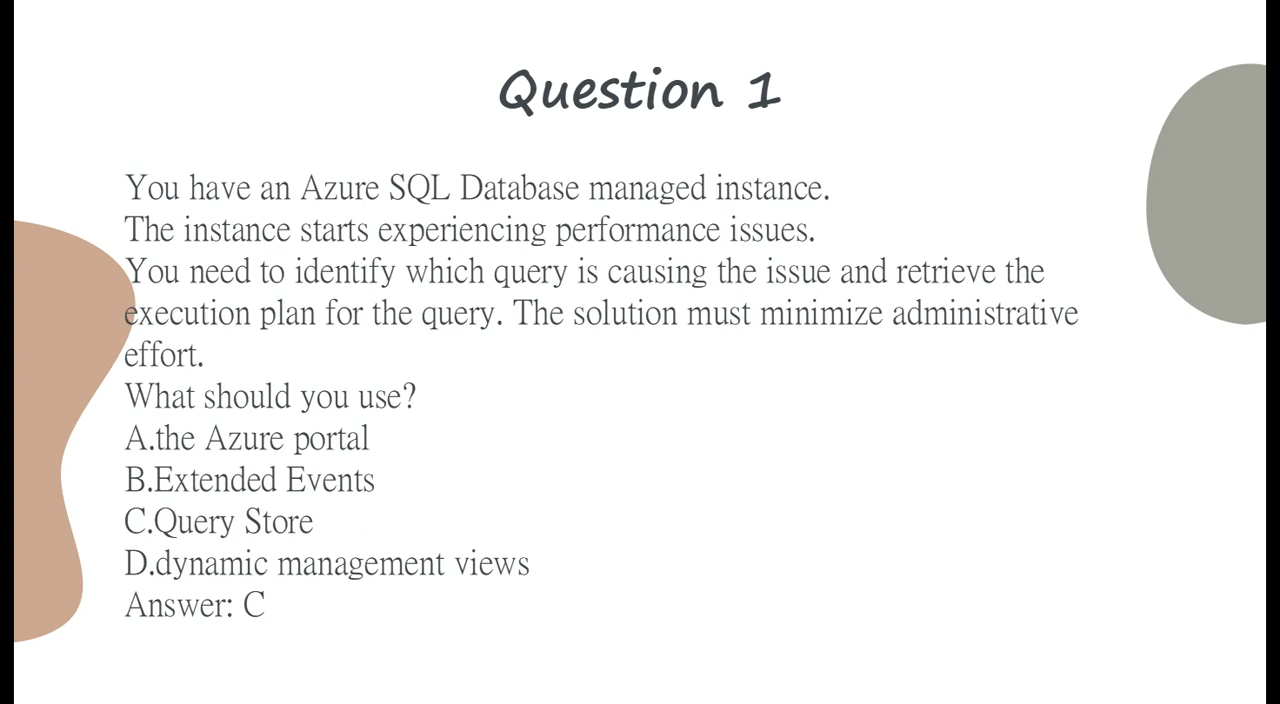 Question 1
You have an Azure SQL Database managed instance.
The instance starts experiencing performance issues.
You need to identify which query is causing the issue and retrieve the
execution plan for the query. The solution must minimize administrative
effort.
What should you use?
A.the Azure portal
B.Extended Events
C.Query Store
D.dynamic management views
Answer: C